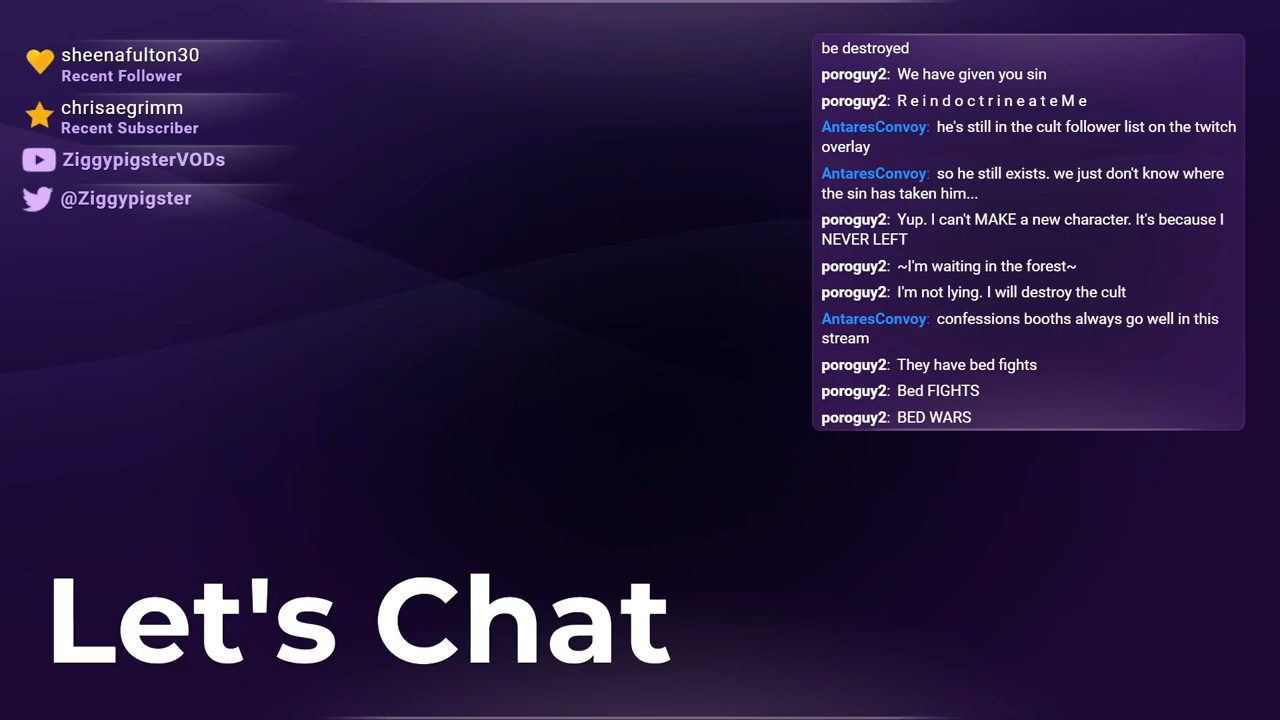 sheenafulton30
Recent Follower
chrisaegrimm
Recent Subscriber
ZiggypigsterVODs
@Ziggypigster
be destroyed
poroguy2: We have given you sin
poroguy2: R e i n d o c t r i n e a t e M e
AntaresConvoy: he's still in the cult follower list on the twitch
overlay
AntaresConvoy: so he still exists. we just don't know where
the sin has taken him...
poroguy2: Yup. I can't MAKE a new character. It's because I
NEVER LEFT
poroguy2: ~I'm waiting in the forest~
poroguy2: I'm not lying. I will destroy the cult
AntaresConvoy: confessions booths always go well in this
stream
poroguy2: They have bed fights
poroguy2: Bed FIGHTS
poroguy2: BED WARS
Let's Chat